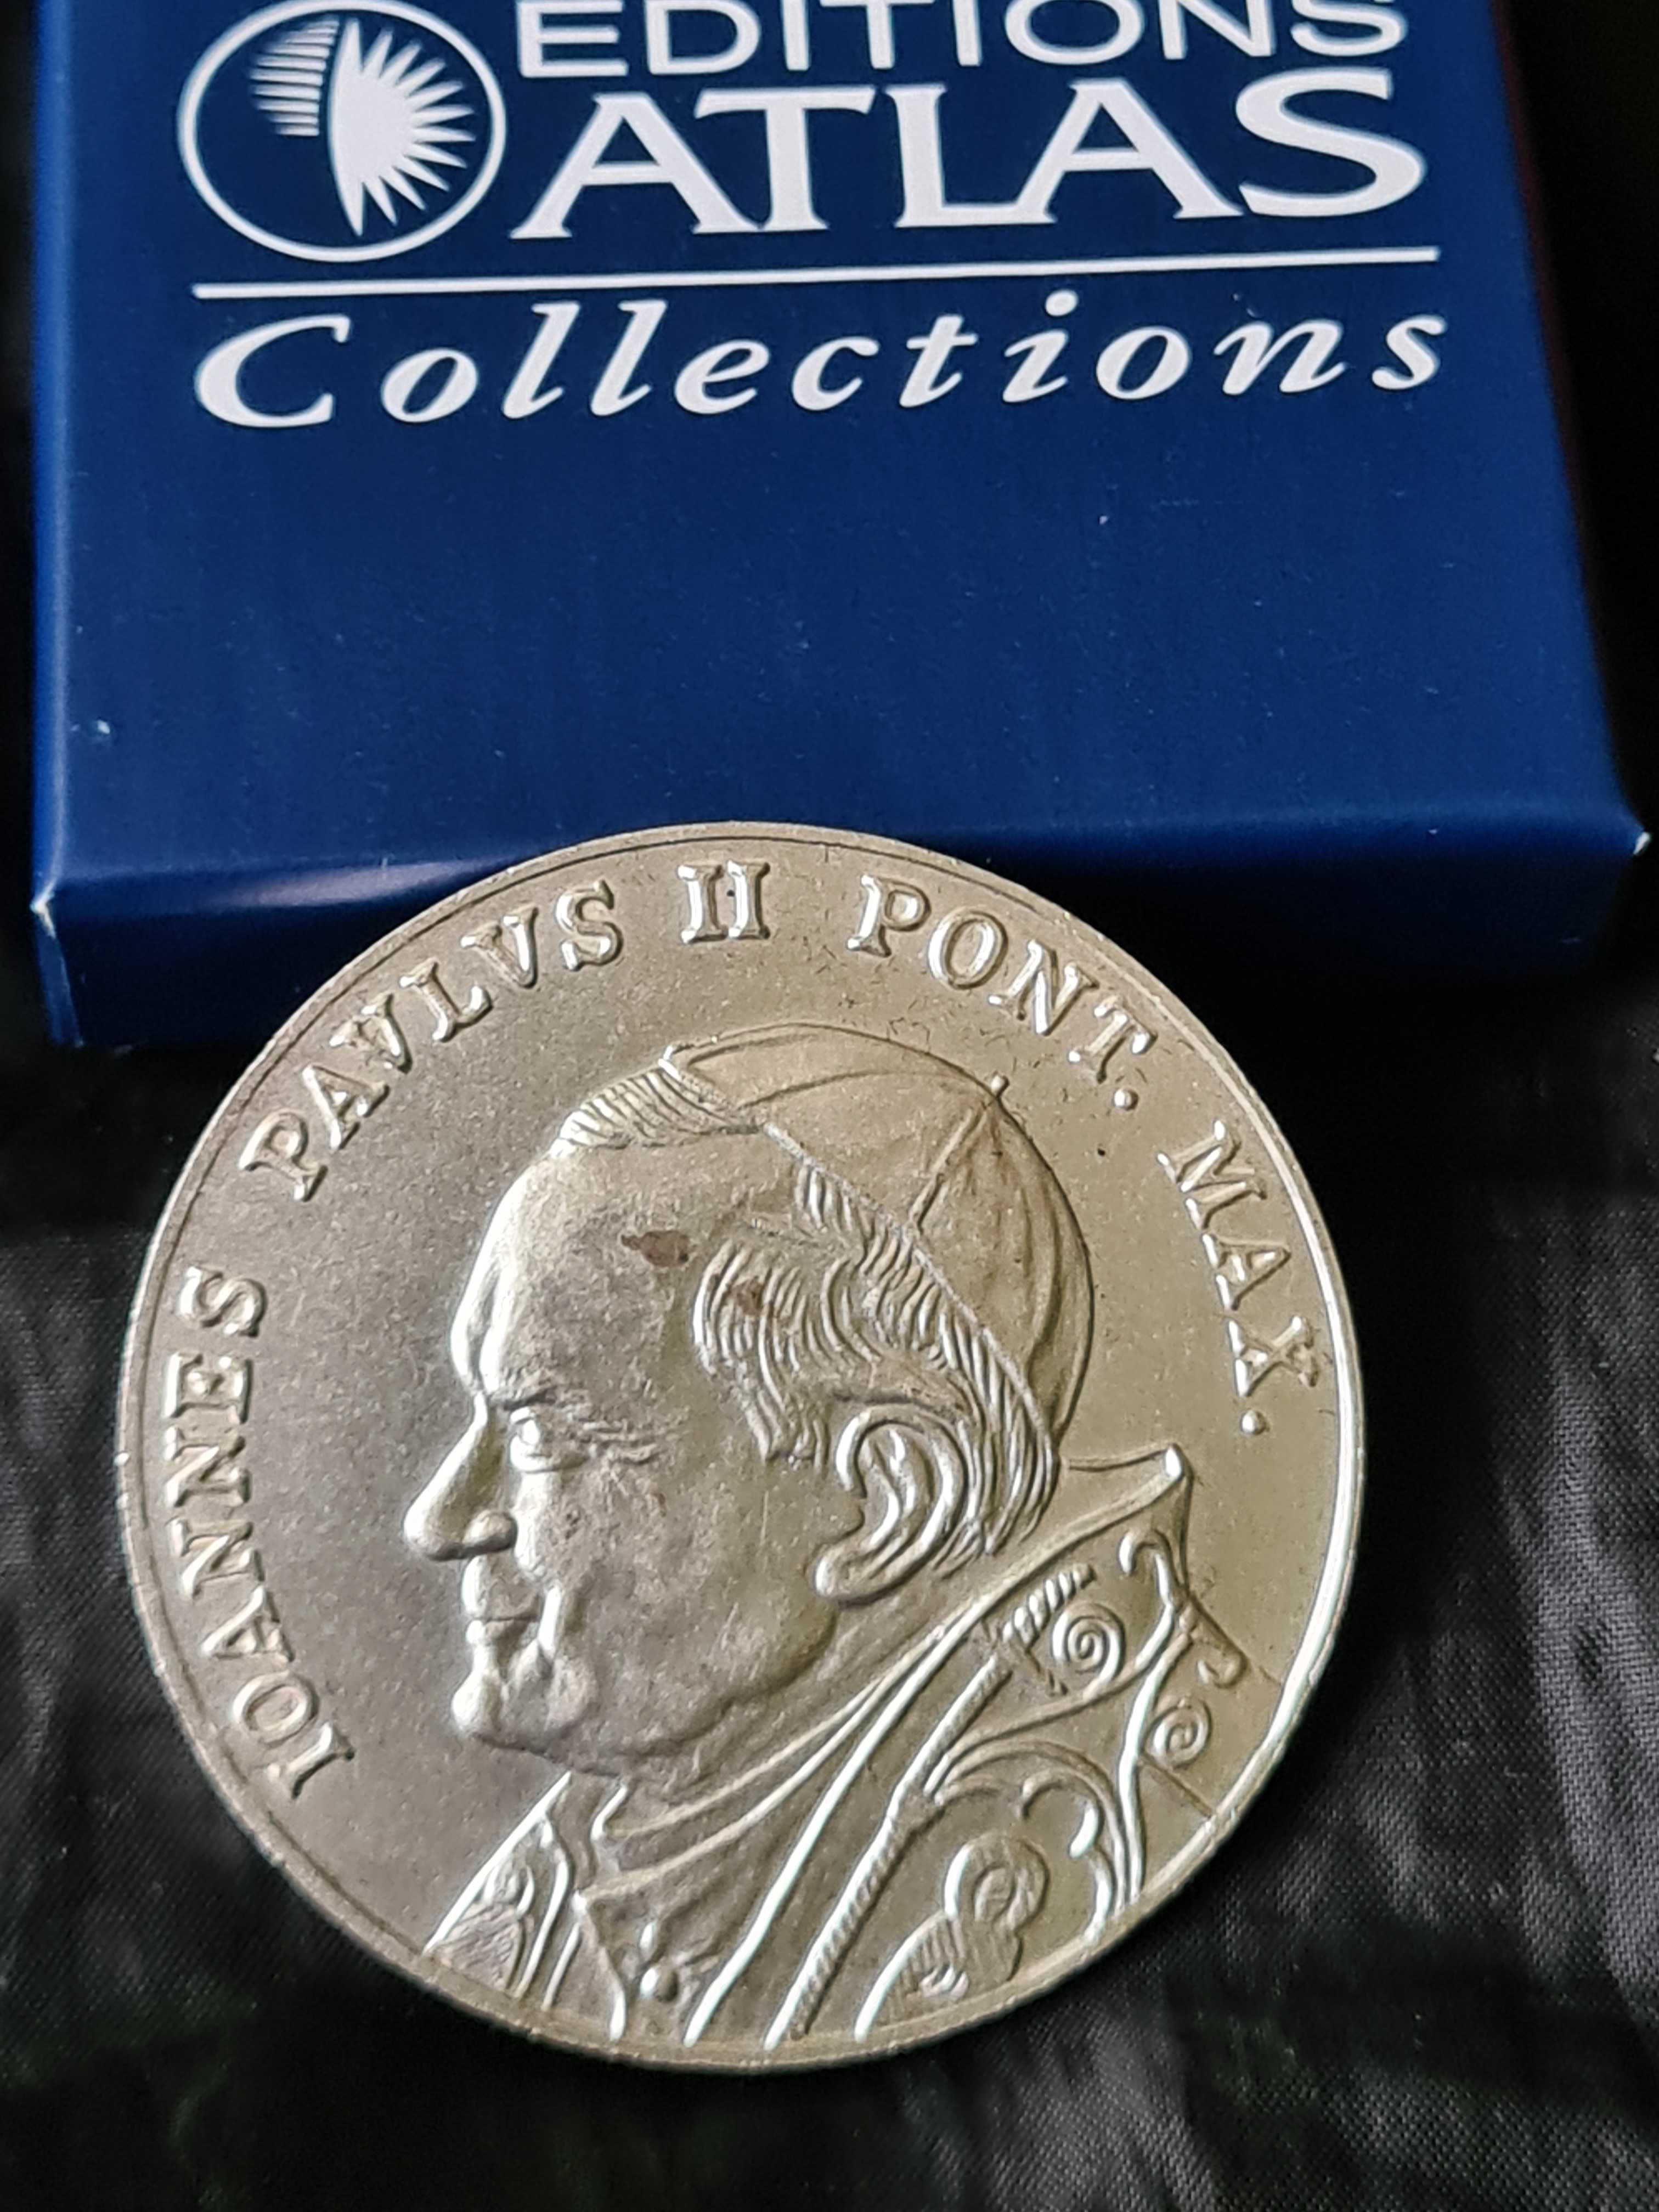 EDITIONS
ATLAS
Collections
IOANNES PAVLVS II PONT. MAX.